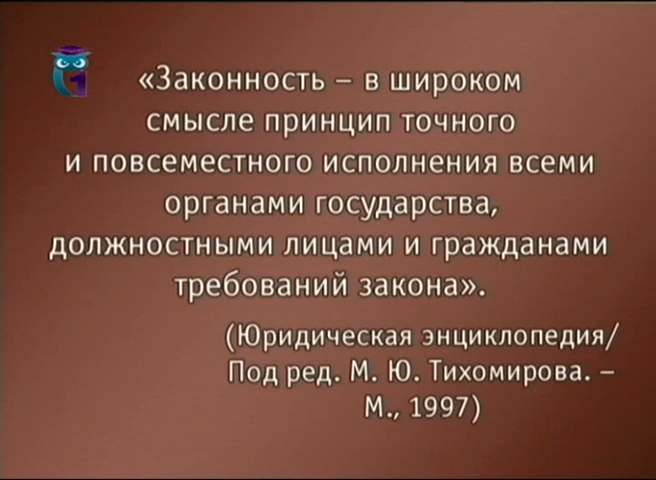 1
«Законность – в широком
смысле принцип точного
и повсеместного исполнения всеми
органами государства,
должностными лицами и гражданами
требований закона».
(Юридическая энциклопедия/
Под ред. М. Ю. Тихомирова. –
М., 1997)